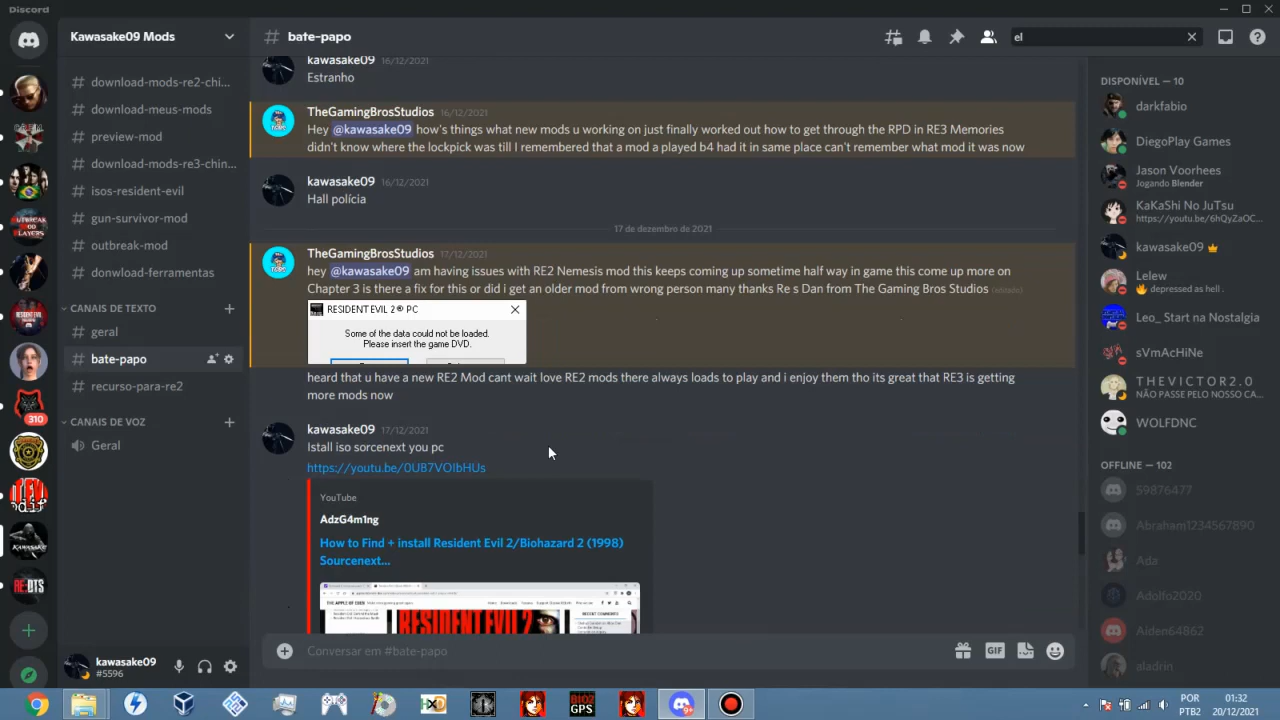 Discord
Kawasake09 Mods
# bate-papo
el
# download-mods-re2-chi...
# download-meus-mods
# preview-mod
# download-mods-re3-chin...
# isos-resident-evil
# gun-survivor-mod
# outbreak-mod
# donwload-ferramentas
CANAIS DE TEXTO
# geral
# bate-papo
# recurso-para-re2
CANAIS DE VOZ
Geral
310
kawasake09
#5596
kawasake09 16/12/2021
Estranho
TheGamingBrosStudios 16/12/2021
Hey @kawasake09 how's things what new mods u working on just finally worked out how to get through the RPD in RE3 Memories
didn't know where the lockpick was till I remembered that a mod a played b4 had it in same place can't remember what mod it was now
kawasake09 16/12/2021
Hall polícia
17 de dezembro de 2021
TheGamingBrosStudios 17/12/2021
hey @kawasake09 am having issues with RE2 Nemesis mod this keeps coming up sometime half way in game this come up more on
Chapter 3 is there a fix for this or did i get an older mod from wrong person many thanks Re s Dan from The Gaming Bros Studios (editado)
RESIDENT EVIL 2® PC
Some of the data could not be loaded.
Please insert the game DVD.
heard that u have a new RE2 Mod cant wait love RE2 mods there always loads to play and i enjoy them tho its great that RE3 is getting
more mods now
kawasake09 17/12/2021
Istall iso sorcenext you pc
https://youtu.be/0UB7VOIbHUs
YouTube
AdzG4m1ng
How to Find + install Resident Evil 2/Biohazard 2 (1998)
Sourcenext...
RESIDENT EVIL 2
Conversar em #bate-papo
GIF
DISPONÍVEL — 10
darkfabio
DiegoPlay Games
Jason Voorhees
Jogando Blender
KaKaShi No JuTsu
https://youtu.be/6hQyZaOC...
kawasake09
Lelew
depressed as hell .
Leo_ Start na Nostalgia
sVmAcHiNe
T H E V I C T O R 2 . 0
NÃO PASSE PELO NOSSO CA...
WOLFDNC
OFFLINE — 102
59876477
Abraham1234567890
Ada
Adolfo2020
Aiden64862
aladrin
POR
PTB2
01:32
20/12/2021